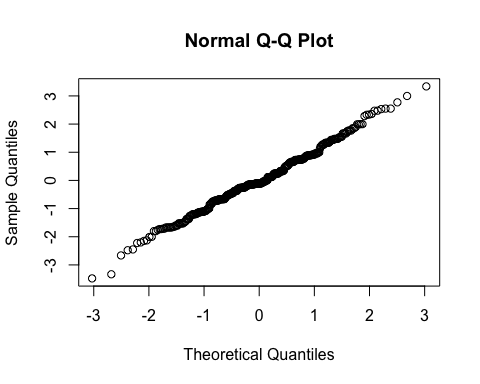 Normal Q-Q Plot
Sample Quantiles
3
2
1
0
-1
-2
-3
-3 -2 -1 0 1 2 3
Theoretical Quantiles